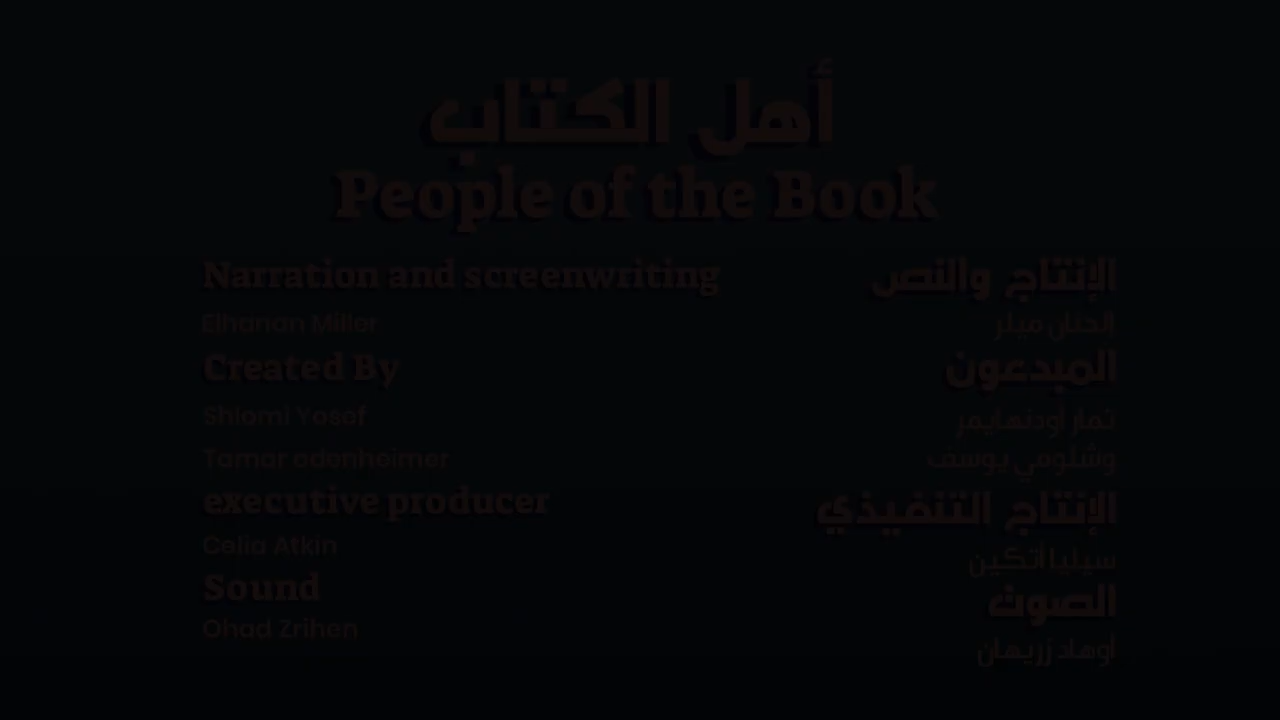 أهل الكتاب
People of the Book
Narration and screenwriting
Elhanan Miller
Created By
Shlomi Yosef
Tamar odenheimer
executive producer
Celia Atkin
Sound
Ohad Zrihen
الإنتاج والنص
إلحنان ميلر
المبدعون
تمار أودنهايمر
وشلومي يوسف
الإنتاج التنفيذي
سيليا أتكين
الصوت
أوهاد زريهان